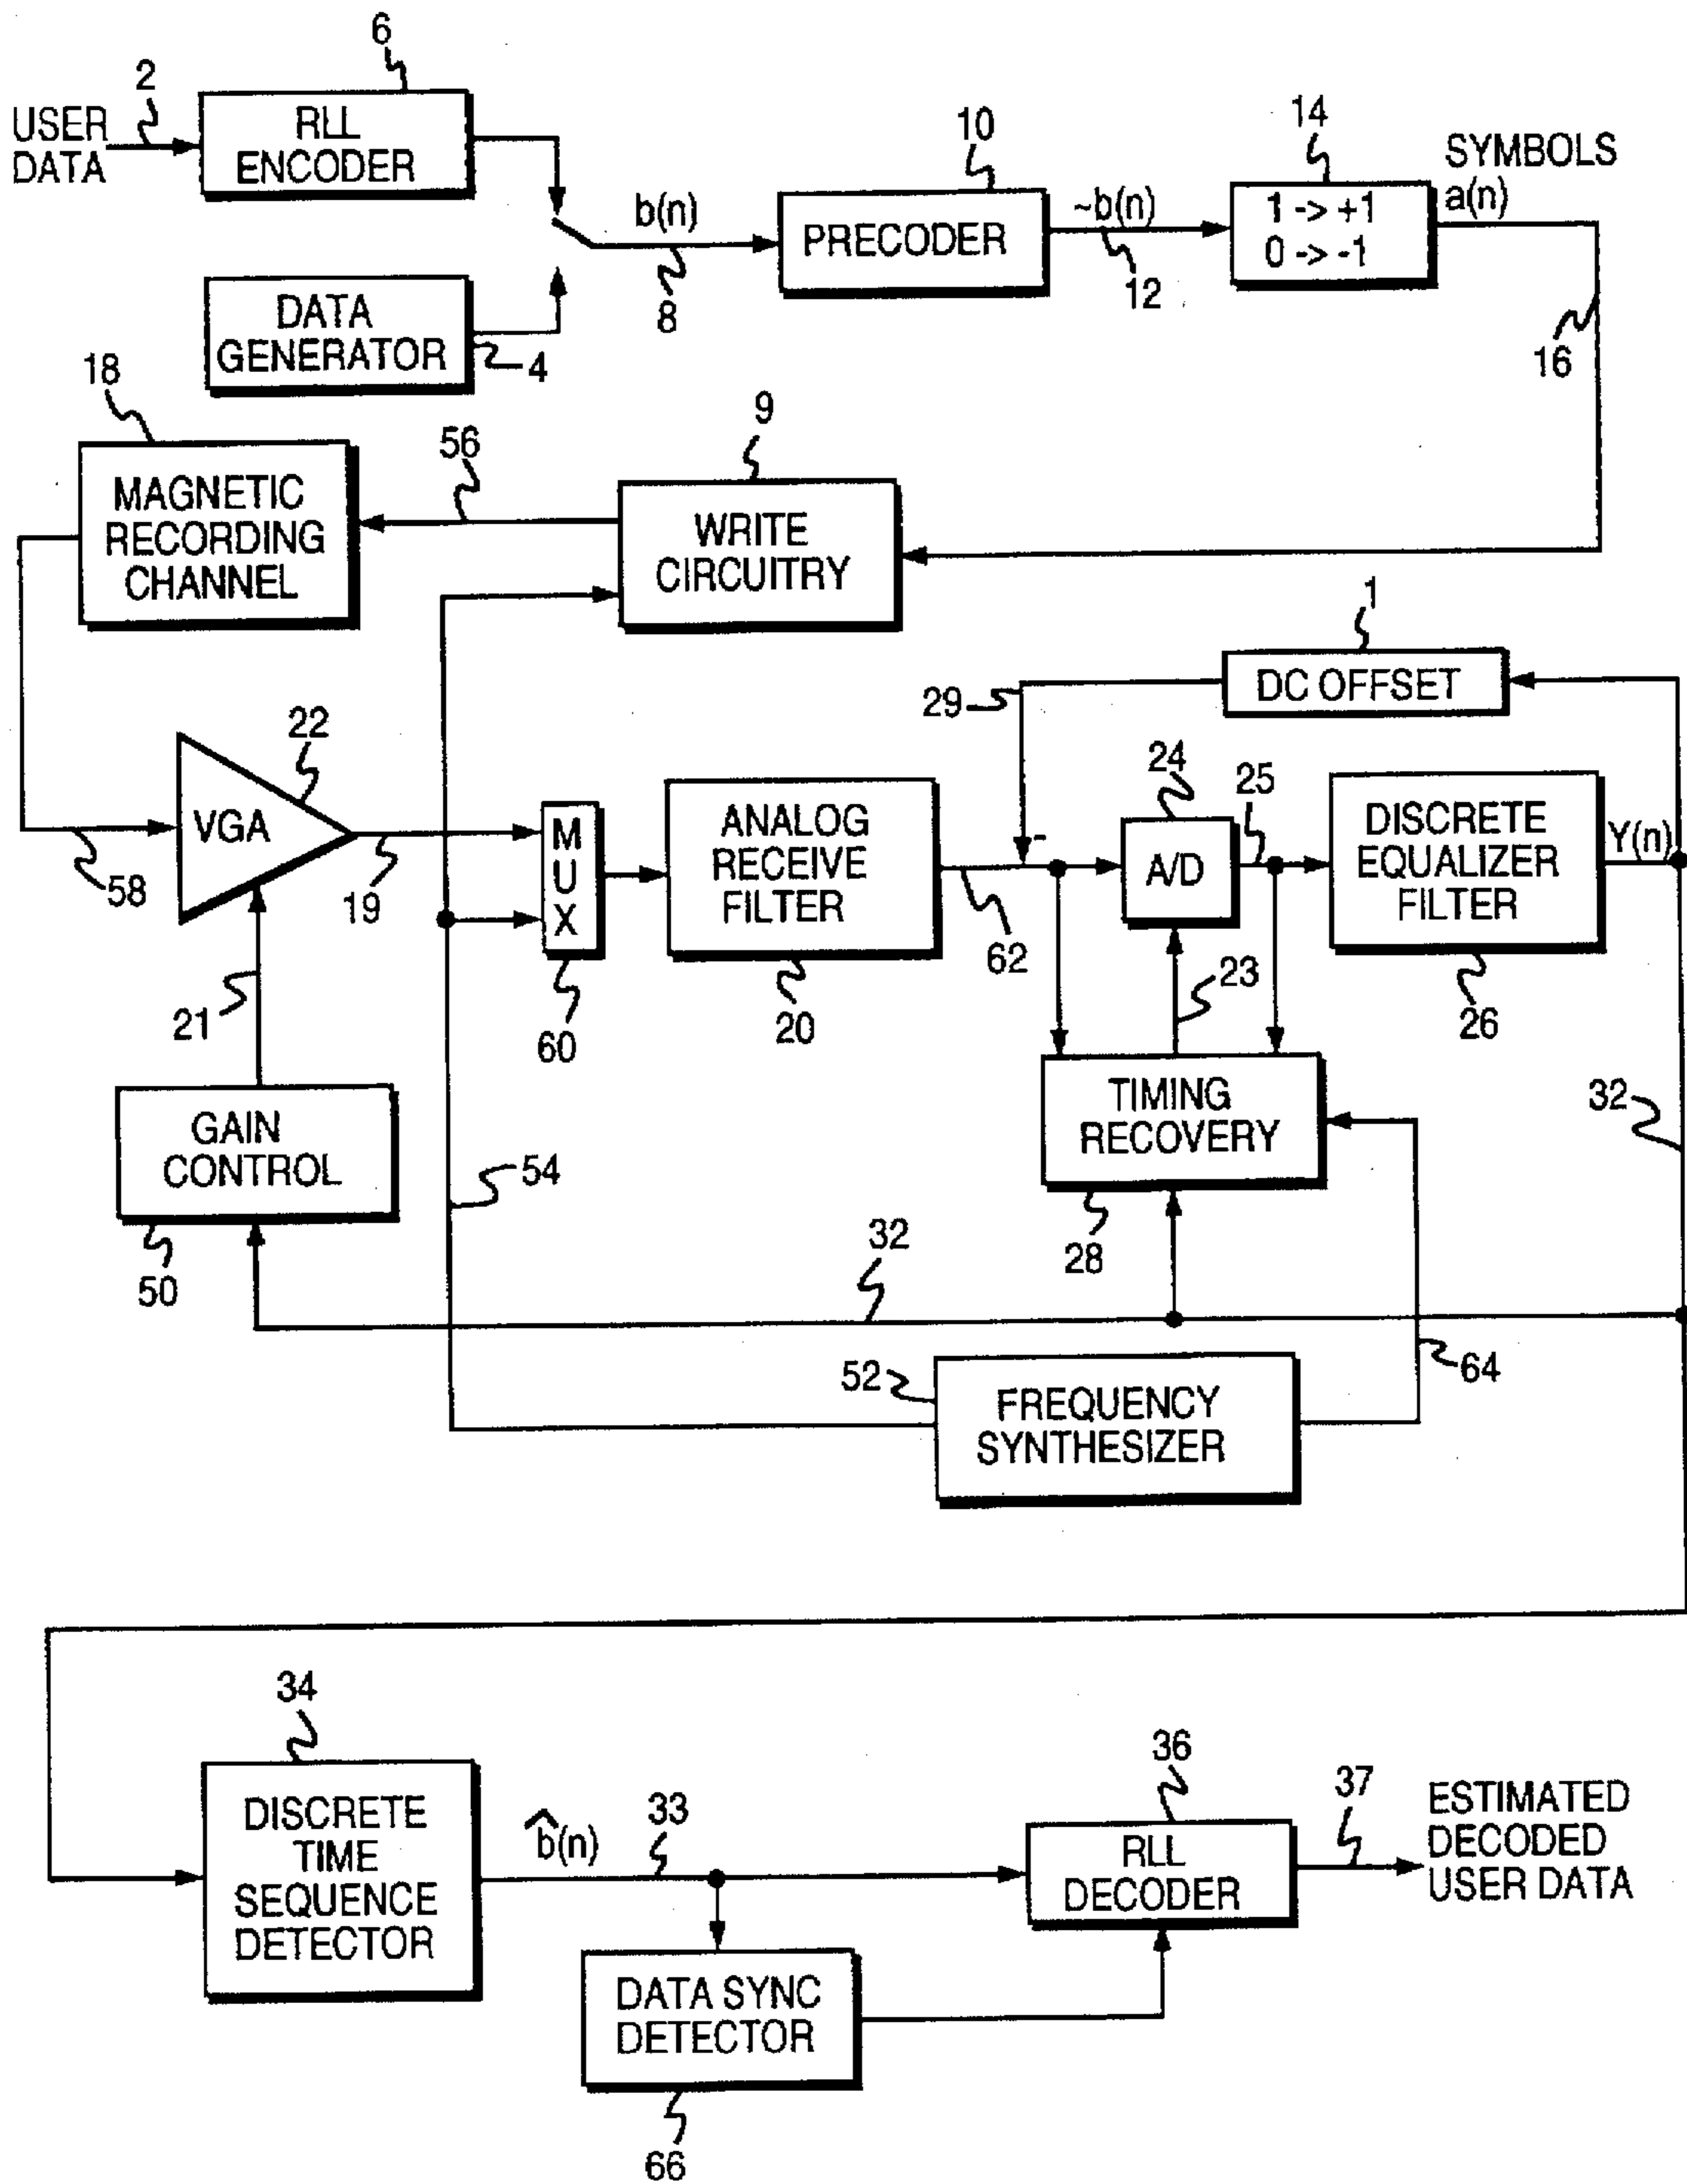 6
2
USER
DATA
RLL
ENCODER
10
14
SYMBOLS
a(n)
b(n)
PRECODER
~b(n)
1 -> +1
0 -> -1
8
12
DATA
GENERATOR
4
16
18
9
56
MAGNETIC
RECORDING
CHANNEL
WRITE
CIRCUITRY
1
29
DC OFFSET
22
24
25
VGA
M
U
X
ANALOG
RECEIVE
FILTER
-
A/D
DISCRETE
EQUALIZER
FILTER
Y(n)
58
19
62
23
21
60
20
26
GAIN
CONTROL
TIMING
RECOVERY
32
54
50
32
28
64
52
FREQUENCY
SYNTHESIZER
34
36
37
DISCRETE
TIME
SEQUENCE
DETECTOR
b̂(n)
33
RLL
DECODER
ESTIMATED
DECODED
USER DATA
DATA SYNC
DETECTOR
66